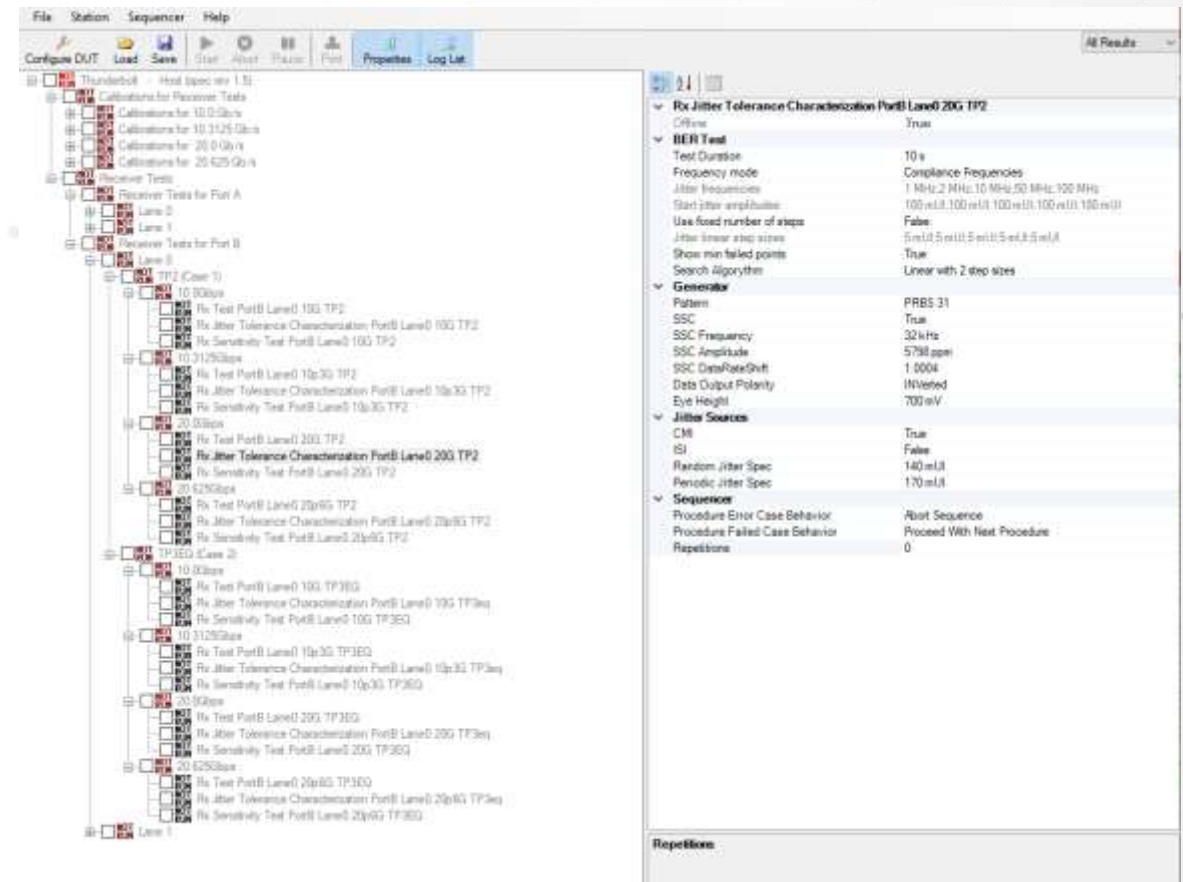 File Station Sequencer Help
Configure DUT Load Save Start Abort Pause Print Properties Log List All Results
Thunderbolt - Host (spec rev 1.5)
Calibrations for Receiver Tests
Calibrations for 10.0 Gb/s
Calibrations for 10.3125 Gb/s
Calibrations for 20.0 Gb/s
Calibrations for 20.625 Gb/s
Receiver Tests
Receiver Tests for Port A
Lane 0
Lane 1
Receiver Tests for Port B
Lane 0
TP2 (Case 1)
10.0Gbps
Rx Test PortB Lane0 10G TP2
Rx Jitter Tolerance Characterization PortB Lane0 10G TP2
Rx Sensitivity Test PortB Lane0 10G TP2
10.3125Gbps
Rx Test PortB Lane0 10p3G TP2
Rx Jitter Tolerance Characterization PortB Lane0 10p3G TP2
Rx Sensitivity Test PortB Lane0 10p3G TP2
20.0Gbps
Rx Test PortB Lane0 20G TP2
Rx Jitter Tolerance Characterization PortB Lane0 20G TP2
Rx Sensitivity Test PortB Lane0 20G TP2
20.625Gbps
Rx Test PortB Lane0 20p6G TP2
Rx Jitter Tolerance Characterization PortB Lane0 20p6G TP2
Rx Sensitivity Test PortB Lane0 20p6G TP2
TP3EQ (Case 2)
10.0Gbps
Rx Test PortB Lane0 10G TP3EQ
Rx Jitter Tolerance Characterization PortB Lane0 10G TP3eq
Rx Sensitivity Test PortB Lane0 10G TP3EQ
10.3125Gbps
Rx Test PortB Lane0 10p3G TP3EQ
Rx Jitter Tolerance Characterization PortB Lane0 10p3G TP3eq
Rx Sensitivity Test PortB Lane0 10p3G TP3EQ
20.0Gbps
Rx Test PortB Lane0 20G TP3EQ
Rx Jitter Tolerance Characterization PortB Lane0 20G TP3eq
Rx Sensitivity Test PortB Lane0 20G TP3EQ
20.625Gbps
Rx Test PortB Lane0 20p6G TP3EQ
Rx Jitter Tolerance Characterization PortB Lane0 20p6G TP3eq
Rx Sensitivity Test PortB Lane0 20p6G TP3EQ
Lane 1
Rx Jitter Tolerance Characterization PortB Lane0 20G TP2
Offline True
BER Test
Test Duration 10 s
Frequency mode Compliance Frequencies
Jitter frequencies 1 MHz;2 MHz;10 MHz;50 MHz;100 MHz
Start jitter amplitudes 100 mUI;100 mUI;100 mUI;100 mUI;100 mUI
Use fixed number of steps False
Jitter linear step sizes 5 mUI;5 mUI;5 mUI;5 mUI;5 mUI
Show min failed points True
Search Algorythm Linear with 2 step sizes
Generator
Pattern PRBS 31
SSC True
SSC Frequency 32 kHz
SSC Amplitude 5798 ppm
SSC DataRateShift 1.0004
Data Output Polarity INVerted
Eye Height 700 mV
Jitter Sources
CMI True
ISI False
Random Jitter Spec 140 mUI
Periodic Jitter Spec 170 mUI
Sequencer
Procedure Error Case Behavior Abort Sequence
Procedure Failed Case Behavior Proceed With Next Procedure
Repetitions 0
Repetitions